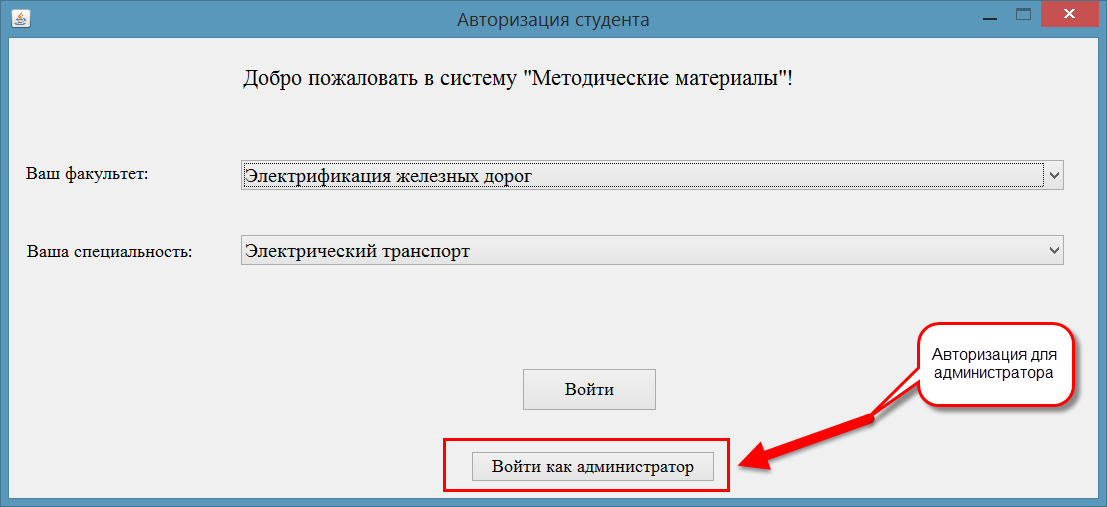 Авторизация студента
Добро пожаловать в систему "Методические материалы"!
Ваш факультет:
Электрификация железных дорог
Ваша специальность:
Электрический транспорт
Авторизация для
администратора
Войти
Войти как администратор